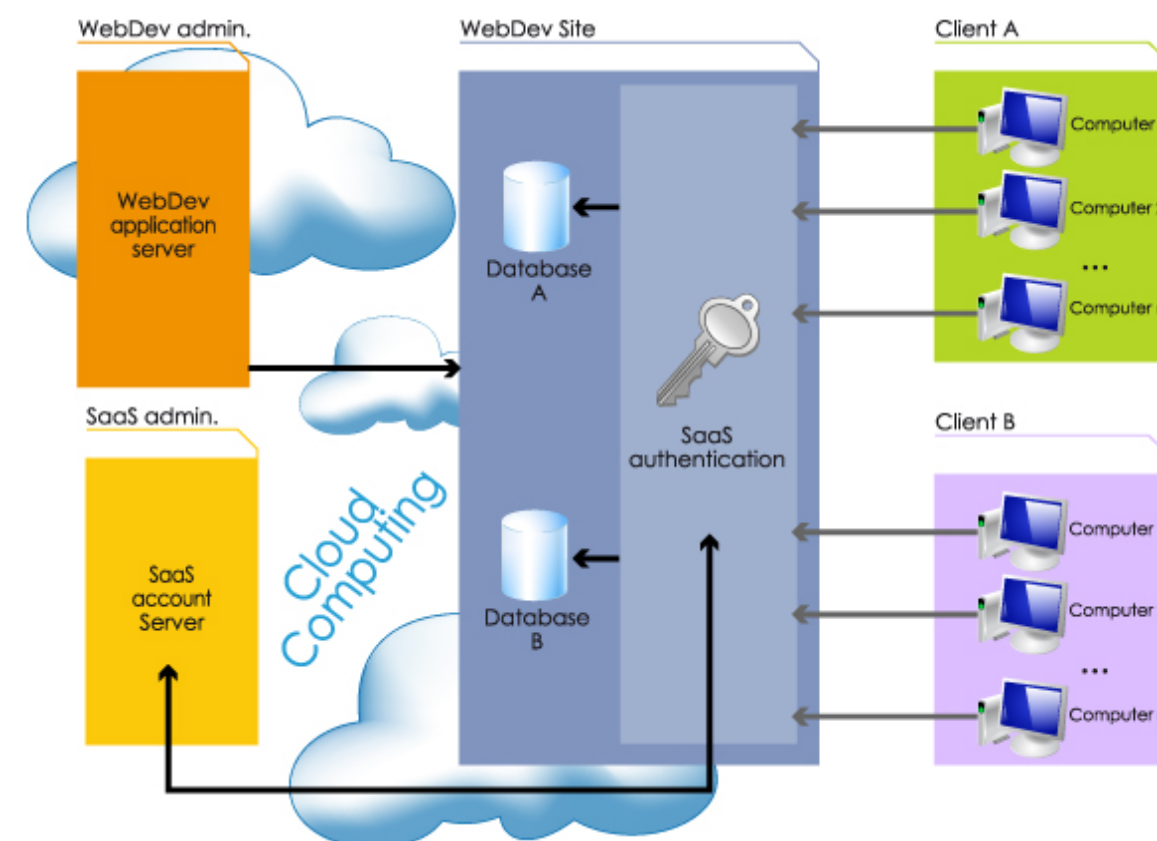 WebDev admin.
WebDev
application
server
SaaS admin.
SaaS
account
Server
Cloud
Computing
WebDev Site
Database
A
Database
B
SaaS
authentication
Client A
Computer
Computer
...
Computer
Client B
Computer
Computer
...
Computer